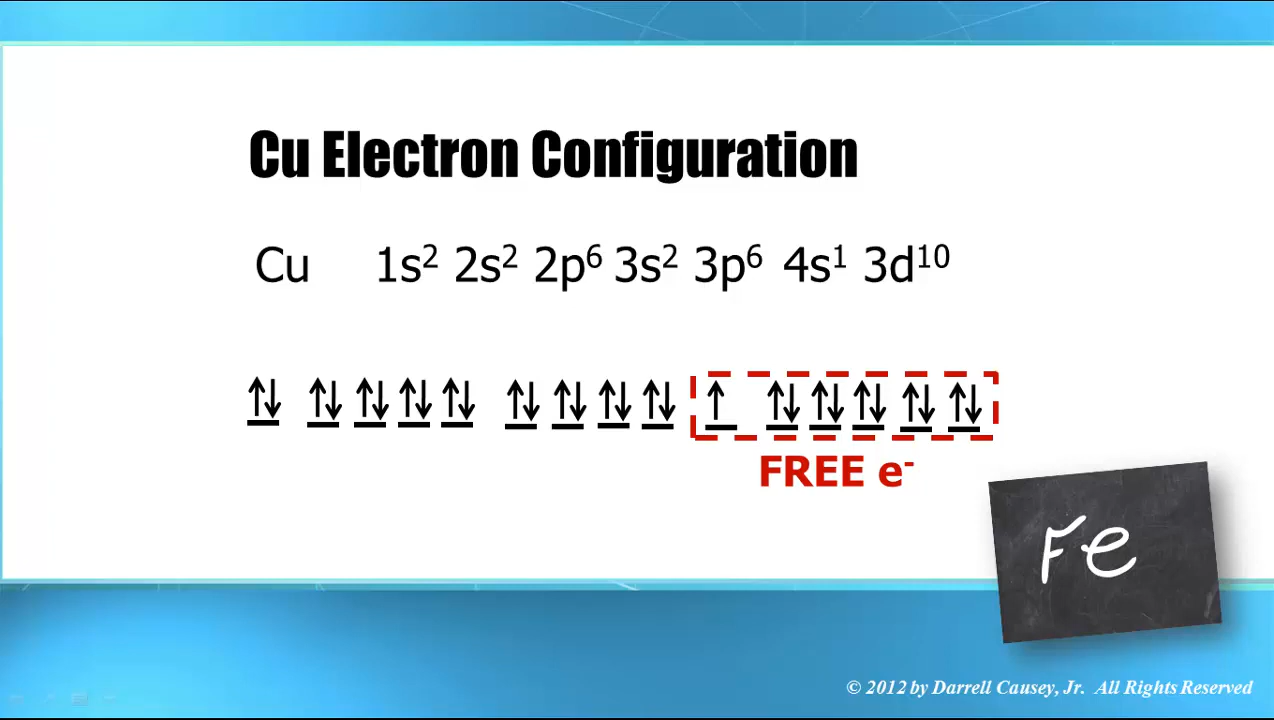 Cu Electron Configuration
Cu 1s² 2s² 2p⁶ 3s² 3p⁶ 4s¹ 3d¹⁰
FREE e⁻
Fe
© 2012 by Darrell Causey, Jr. All Rights Reserved